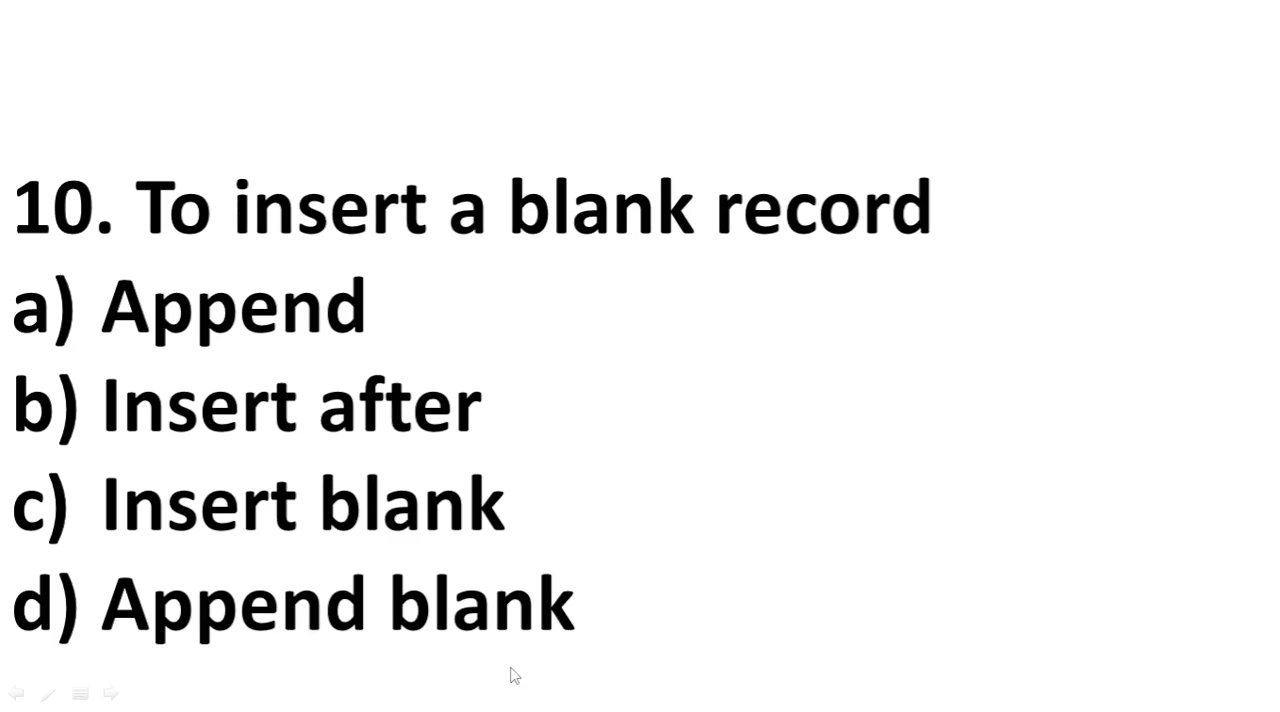 10. To insert a blank record
a) Append
b) Insert after
c) Insert blank
d) Append blank